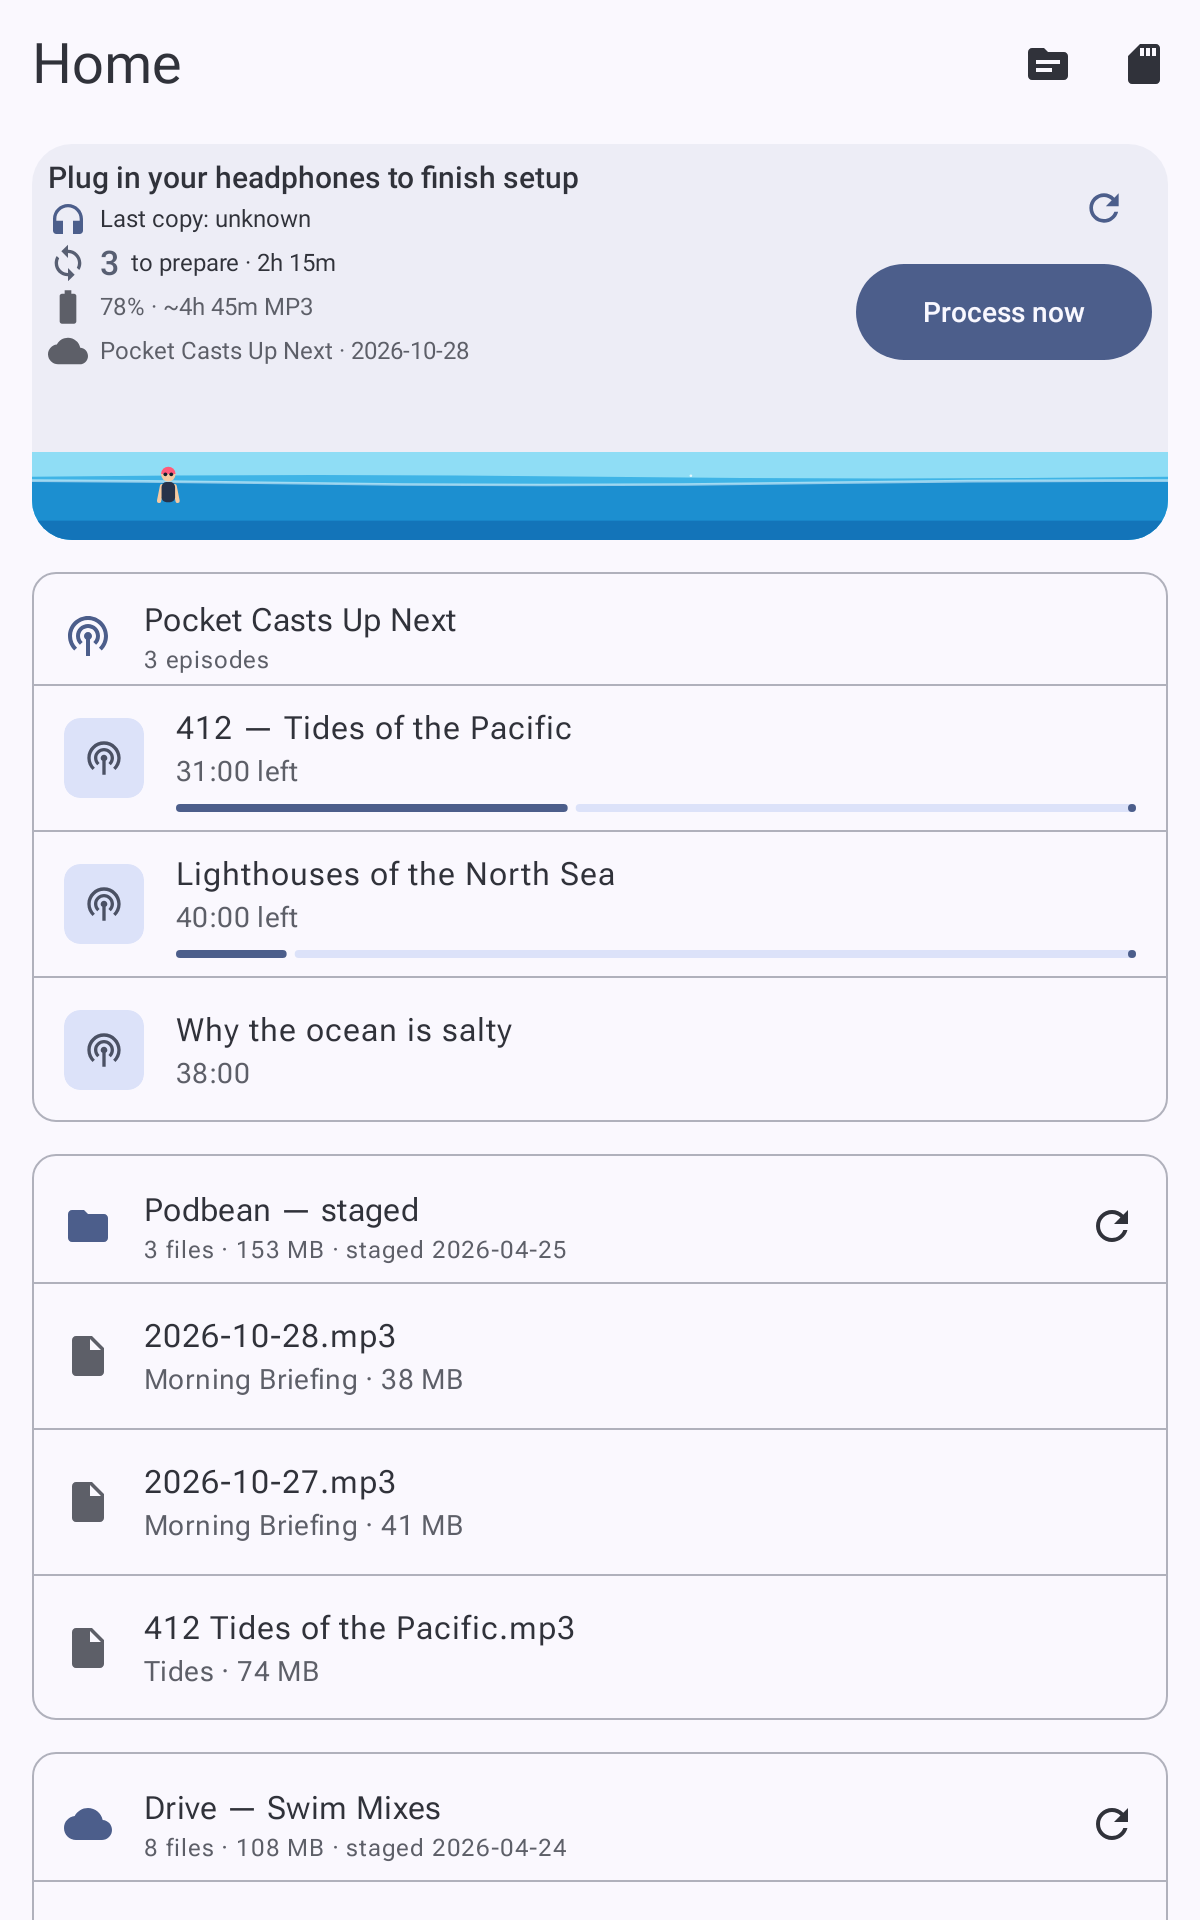 Home
Plug in your headphones to finish setup
Last copy: unknown
3 to prepare · 2h 15m
78% · ~4h 45m MP3
Process now
Pocket Casts Up Next · 2026-10-28
Pocket Casts Up Next
3 episodes
412 — Tides of the Pacific
31:00 left
Lighthouses of the North Sea
40:00 left
Why the ocean is salty
38:00
Podbean — staged
3 files · 153 MB · staged 2026-04-25
2026-10-28.mp3
Morning Briefing · 38 MB
2026-10-27.mp3
Morning Briefing · 41 MB
412 Tides of the Pacific.mp3
Tides · 74 MB
Drive — Swim Mixes
8 files · 108 MB · staged 2026-04-24